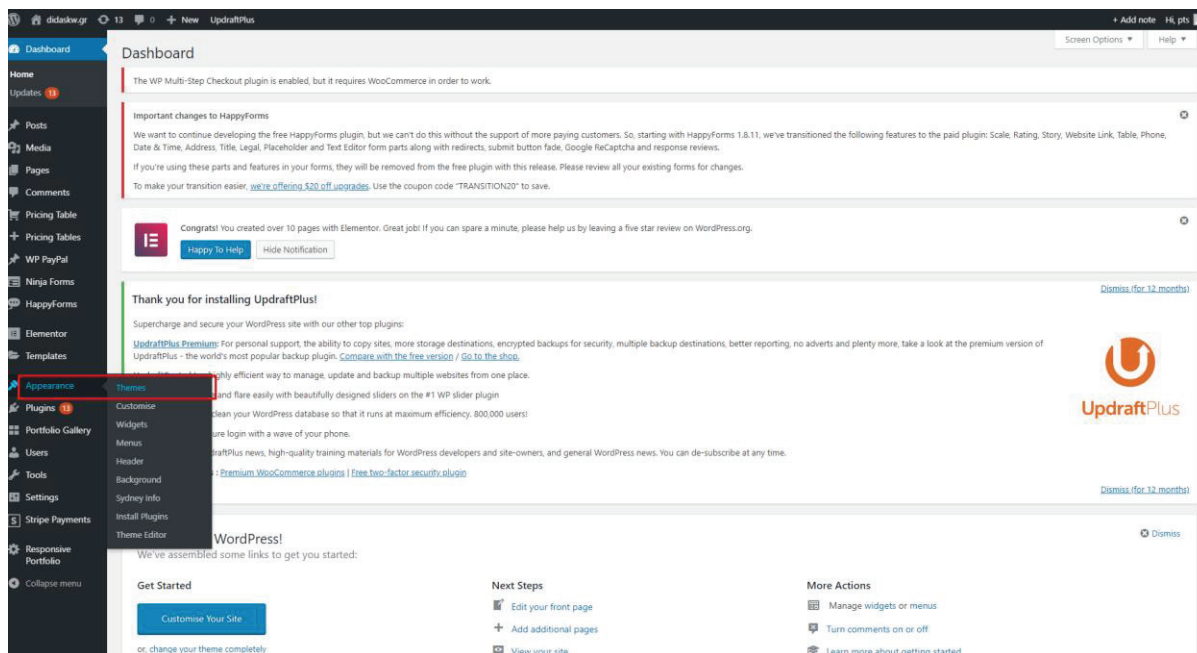 didaskw.gr 13 0 + New UpdraftPlus + Add note Hi, pts
Screen Options ▼ Help ▼
Dashboard
Home
Updates 13
Posts
Media
Pages
Comments
Pricing Table
Pricing Tables
WP PayPal
Ninja Forms
HappyForms
Elementor
Templates
Appearance
Plugins 13
Portfolio Gallery
Users
Tools
Settings
Stripe Payments
Responsive
Portfolio
Collapse menu
Themes
Customise
Widgets
Menus
Header
Background
Sydney Info
Install Plugins
Theme Editor
Dashboard
The WP Multi-Step Checkout plugin is enabled, but it requires WooCommerce in order to work.
Important changes to HappyForms
We want to continue developing the free HappyForms plugin, but we can't do this without the support of more paying customers. So, starting with HappyForms 1.8.11, we've transitioned the following features to the paid plugin: Scale, Rating, Story, Website Link, Table, Phone,
Date & Time, Address, Title, Legal, Placeholder and Text Editor form parts along with redirects, submit button fade, Google ReCaptcha and response reviews.
If you're using these parts and features in your forms, they will be removed from the free plugin with this release. Please review all your existing forms for changes.
To make your transition easier, we're offering $20 off upgrades. Use the coupon code "TRANSITION20" to save.
Congrats! You created over 10 pages with Elementor. Great job! If you can spare a minute, please help us by leaving a five star review on WordPress.org.
Happy To Help Hide Notification
Dismiss (for 12 months)
Thank you for installing UpdraftPlus!
Supercharge and secure your WordPress site with our other top plugins:
UpdraftPlus Premium: For personal support, the ability to copy sites, more storage destinations, encrypted backups for security, multiple backup destinations, better reporting, no adverts and plenty more, take a look at the premium version of
UpdraftPlus - the world's most popular backup plugin. Compare with the free version / Go to the shop.
highly efficient way to manage, update and backup multiple websites from one place.
and flare easily with beautifully designed sliders on the #1 WP slider plugin
clean your WordPress database so that it runs at maximum efficiency. 800,000 users!
ure login with a wave of your phone.
draftPlus news, high-quality training materials for WordPress developers and site-owners, and general WordPress news. You can de-subscribe at any time.
: Premium WooCommerce plugins | Free two-factor security plugin
UpdraftPlus
Dismiss (for 12 months)
WordPress!
We've assembled some links to get you started:
Dismiss
Get Started
Customise Your Site
or, change your theme completely
Next Steps
Edit your front page
Add additional pages
View your site
More Actions
Manage widgets or menus
Turn comments on or off
Learn more about getting started